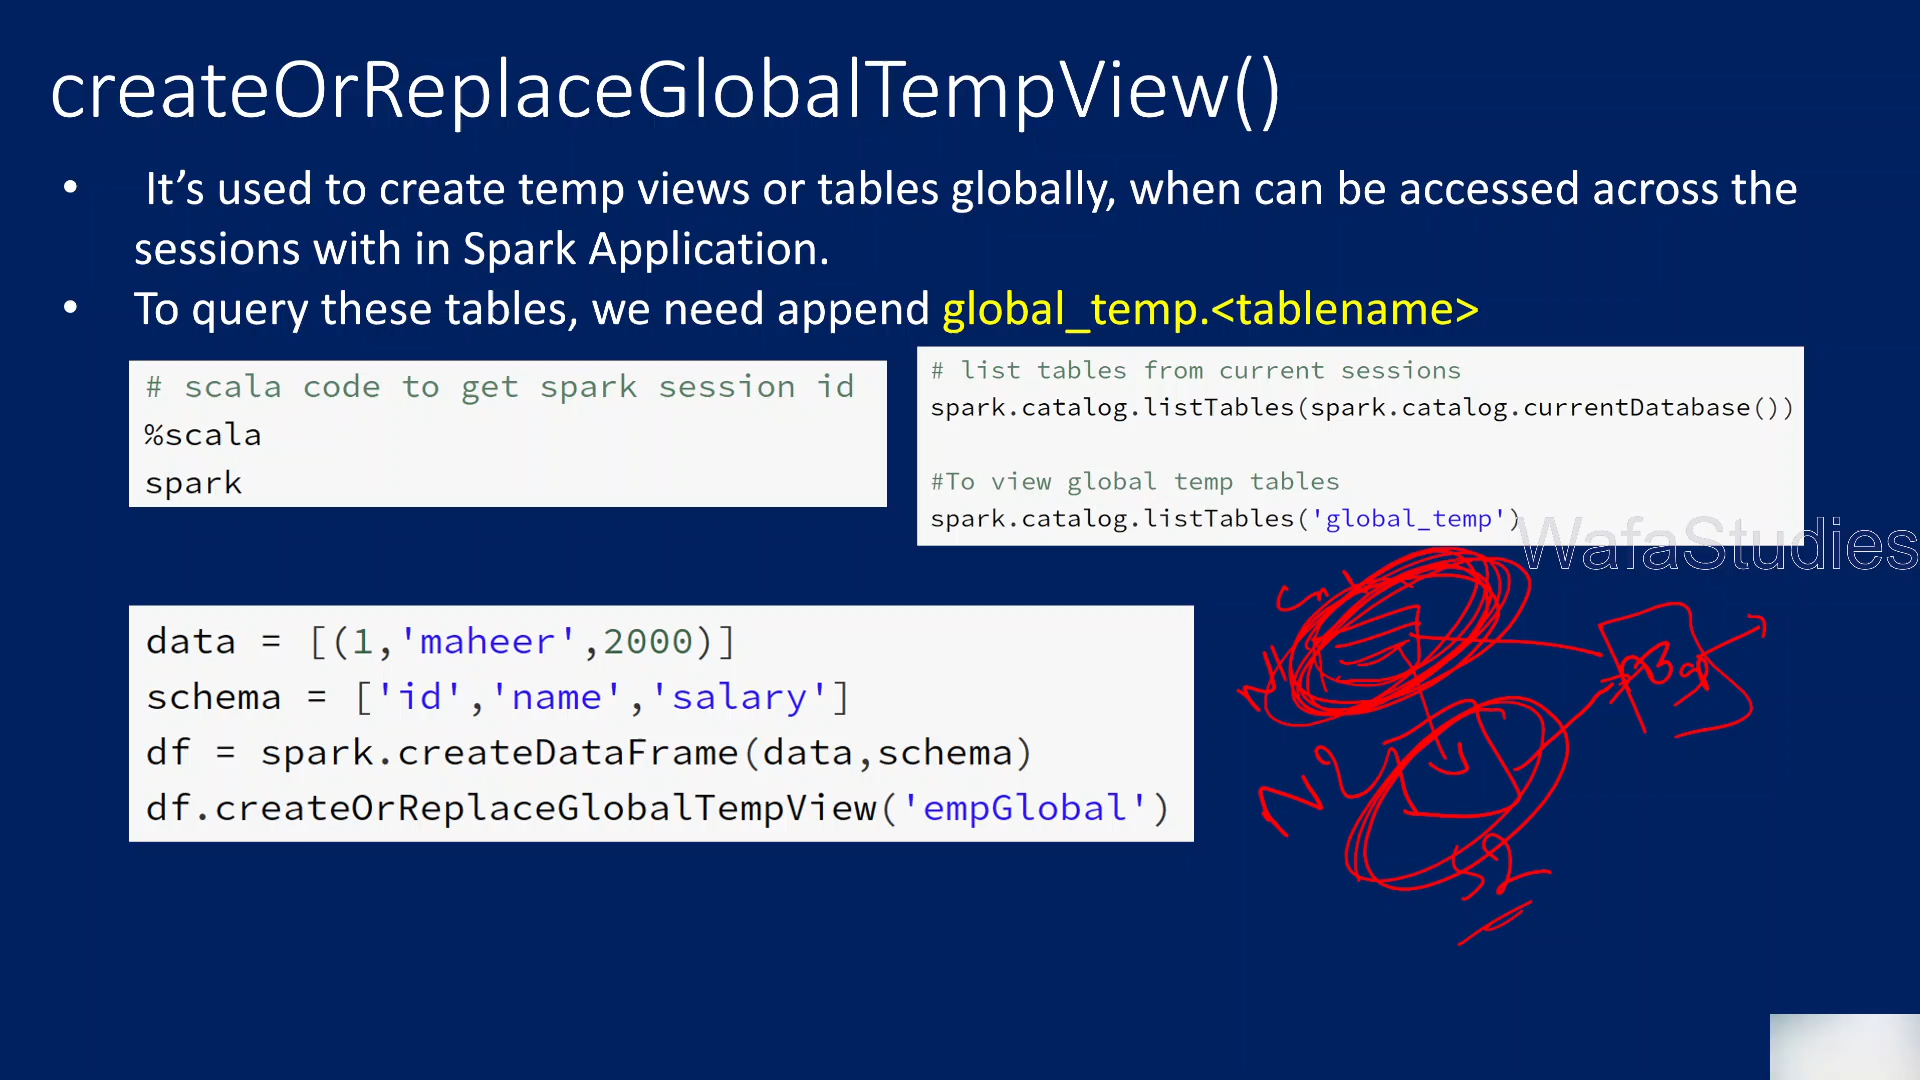 createOrReplaceGlobalTempView()
• It’s used to create temp views or tables globally, when can be accessed across the
sessions with in Spark Application.
• To query these tables, we need append global_temp.<tablename>
# scala code to get spark session id
%scala
spark
# list tables from current sessions
spark.catalog.listTables(spark.catalog.currentDatabase())
#To view global temp tables
spark.catalog.listTables('global_temp')
WafaStudies
data = [(1,'maheer',2000)]
schema = ['id','name','salary']
df = spark.createDataFrame(data,schema)
df.createOrReplaceGlobalTempView('empGlobal')
N2
S2